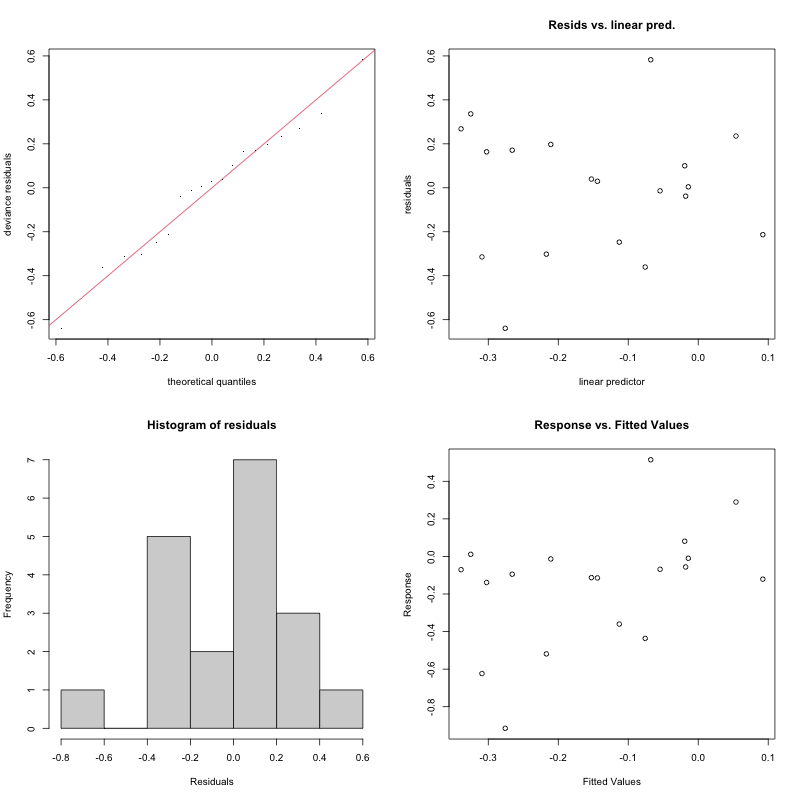 0.6
0.4
0.2
0.0
-0.2
-0.4
-0.6
deviance residuals
-0.6 -0.4 -0.2 0.0 0.2 0.4 0.6
theoretical quantiles
Resids vs. linear pred.
0.6
0.4
0.2
0.0
-0.2
-0.4
-0.6
residuals
-0.3 -0.2 -0.1 0.0 0.1
linear predictor
Histogram of residuals
7
6
5
4
3
2
1
0
Frequency
-0.8 -0.6 -0.4 -0.2 0.0 0.2 0.4 0.6
Residuals
Response vs. Fitted Values
0.4
0.2
0.0
-0.2
-0.4
-0.6
-0.8
Response
-0.3 -0.2 -0.1 0.0 0.1
Fitted Values